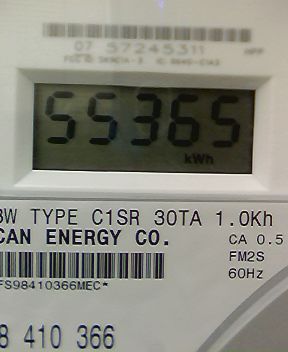 07 57245311
55365
kWh
3W TYPE C1SR 30TA 1.0Kh
CAN ENERGY CO.
CA 0.5
FM2S
60Hz
FS98410366MEC*
8 410 366